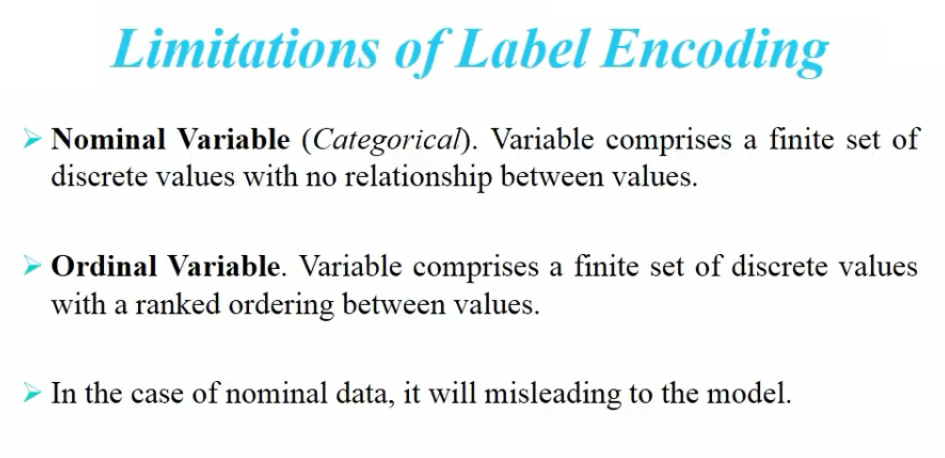 Limitations of Label Encoding
➢ Nominal Variable (Categorical). Variable comprises a finite set of
discrete values with no relationship between values.
➢ Ordinal Variable. Variable comprises a finite set of discrete values
with a ranked ordering between values.
➢ In the case of nominal data, it will misleading to the model.